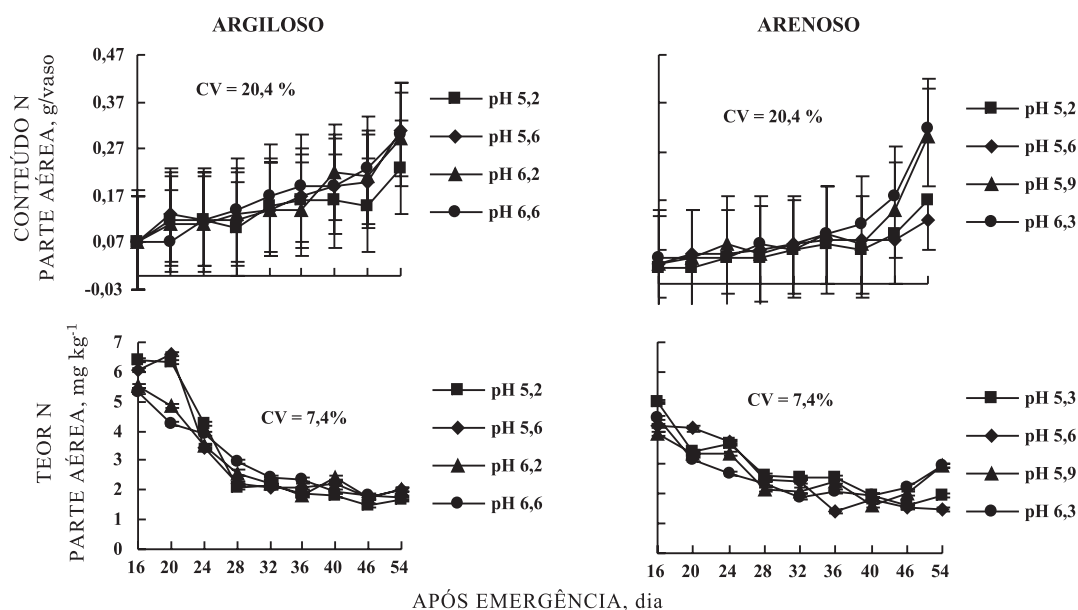 ARGILOSO
CONTEÚDO N
PARTE AÉREA, g/vaso
0,47
0,37
0,27
0,17
0,07
-0,03
CV = 20,4 %
pH 5,2
pH 5,6
pH 6,2
pH 6,6
ARENOSO
CV = 20,4 %
pH 5,2
pH 5,6
pH 5,9
pH 6,3
TEOR N
PARTE AÉREA, mg kg-1
7
6
5
4
3
2
1
0
CV = 7,4%
pH 5,2
pH 5,6
pH 6,2
pH 6,6
16 20 24 28 32 36 40 46 54
CV = 7,4%
pH 5,3
pH 5,6
pH 5,9
pH 6,3
16 20 24 28 32 36 40 46 54
APÓS EMERGÊNCIA, dia